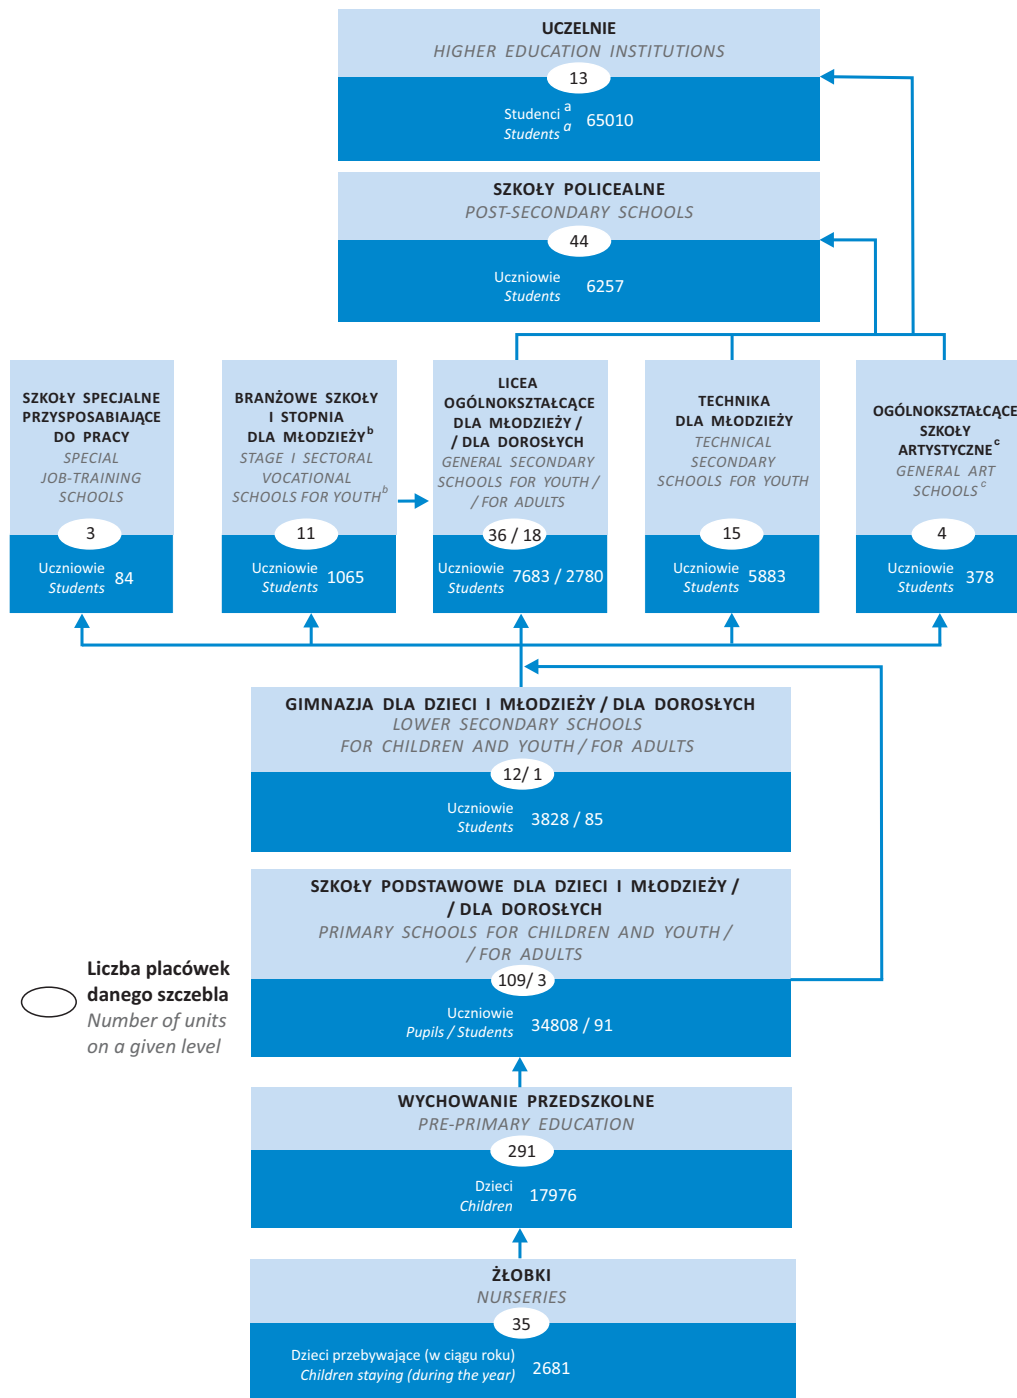 UCZELNIE
HIGHER EDUCATION INSTITUTIONS
13
Studenci a
Students a
65010
SZKOŁY POLICEALNE
POST-SECONDARY SCHOOLS
44
Uczniowie
Students
6257
SZKOŁY SPECJALNE
PRZYSPOSABIAJĄCE
DO PRACY
SPECIAL
JOB-TRAINING
SCHOOLS
3
Uczniowie
Students
84
BRANŻOWE SZKOŁY
I STOPNIA
DLA MŁODZIEŻY b
STAGE I SECTORAL
VOCATIONAL
SCHOOLS FOR YOUTH b
11
Uczniowie
Students
1065
LICEA
OGÓLNOKSZTAŁCĄCE
DLA MŁODZIEŻY /
/ DLA DOROSŁYCH
GENERAL SECONDARY
SCHOOLS FOR YOUTH /
/ FOR ADULTS
36 / 18
Uczniowie
Students
7683 / 2780
TECHNIKA
DLA MŁODZIEŻY
TECHNICAL
SECONDARY
SCHOOLS FOR YOUTH
15
Uczniowie
Students
5883
OGÓLNOKSZTAŁCĄCE
SZKOŁY
ARTYSTYCZNE c
GENERAL ART
SCHOOLS c
4
Uczniowie
Students
378
GIMNAZJA DLA DZIECI I MŁODZIEŻY / DLA DOROSŁYCH
LOWER SECONDARY SCHOOLS
FOR CHILDREN AND YOUTH / FOR ADULTS
12/ 1
Uczniowie
Students
3828 / 85
SZKOŁY PODSTAWOWE DLA DZIECI I MŁODZIEŻY /
/ DLA DOROSŁYCH
PRIMARY SCHOOLS FOR CHILDREN AND YOUTH /
/ FOR ADULTS
109/ 3
Uczniowie
Pupils / Students
34808 / 91
Liczba placówek
danego szczebla
Number of units
on a given level
WYCHOWANIE PRZEDSZKOLNE
PRE-PRIMARY EDUCATION
291
Dzieci
Children
17976
ŻŁOBKI
NURSERIES
35
Dzieci przebywające (w ciągu roku)
Children staying (during the year)
2681